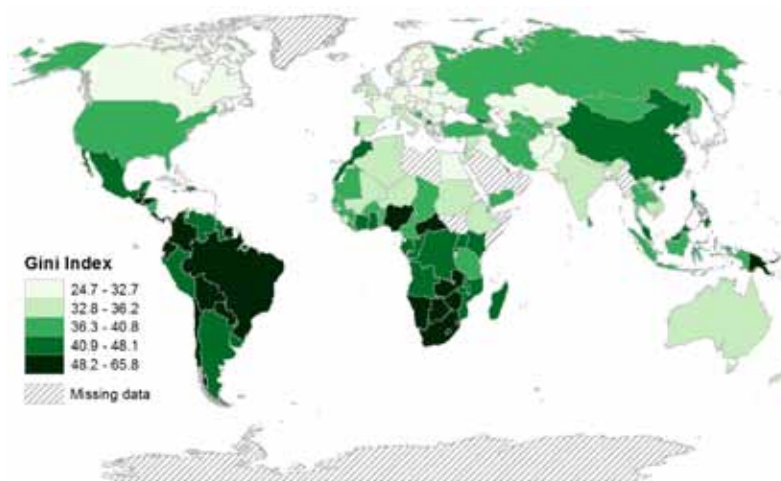 Gini Index
24.7 - 32.7
32.8 - 36.2
36.3 - 40.8
40.9 - 48.1
48.2 - 65.8
Missing data